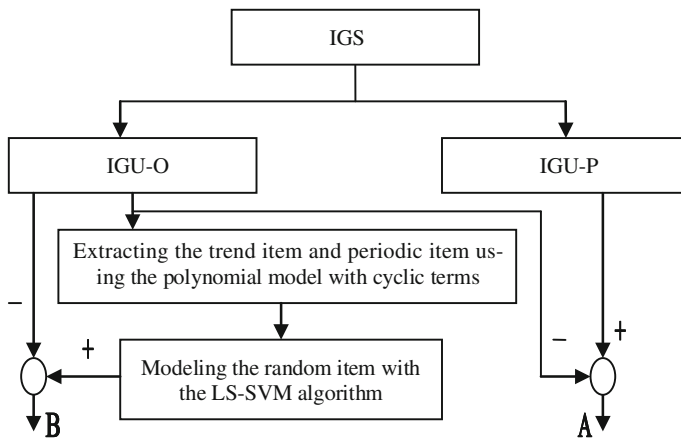 IGS
IGU-O
IGU-P
Extracting the trend item and periodic item us-
ing the polynomial model with cyclic terms
−
+
−
+
Modeling the random item with
the LS-SVM algorithm
B
A